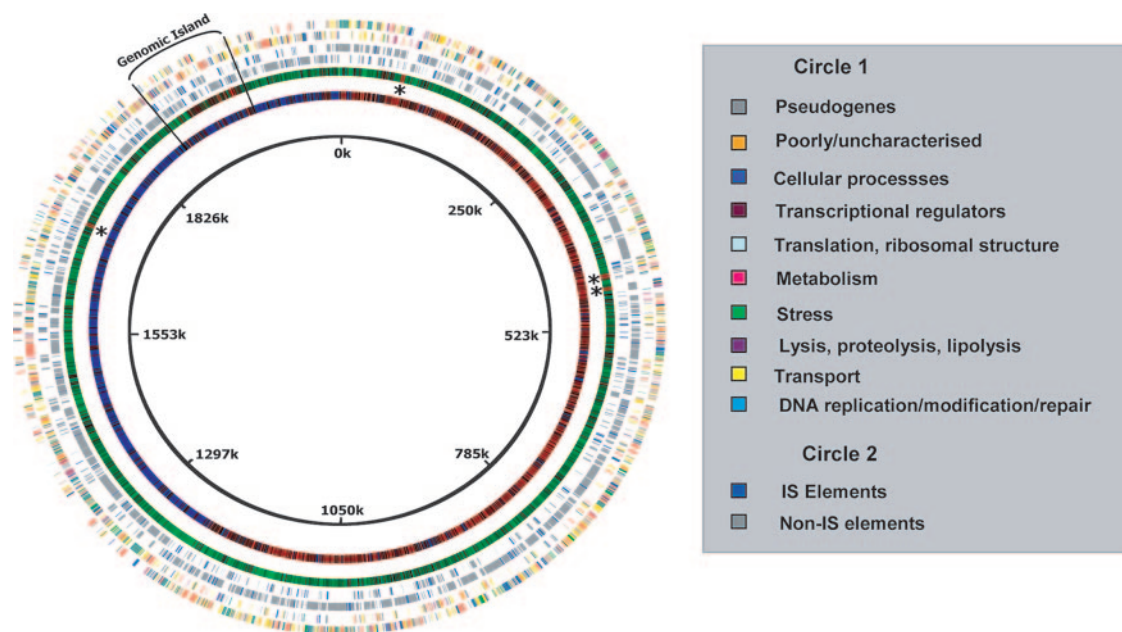 Genomic Island
*
*
*
*
0k
250k
523k
785k
1050k
1297k
1553k
1826k
Circle 1
Pseudogenes
Poorly/uncharacterised
Cellular processses
Transcriptional regulators
Translation, ribosomal structure
Metabolism
Stress
Lysis, proteolysis, lipolysis
Transport
DNA replication/modification/repair
Circle 2
IS Elements
Non-IS elements